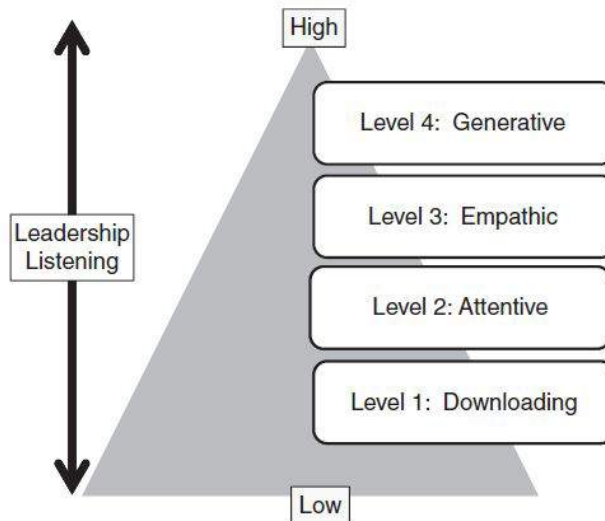 High
Level 4: Generative
Level 3: Empathic
Leadership
Listening
Level 2: Attentive
Level 1: Downloading
Low